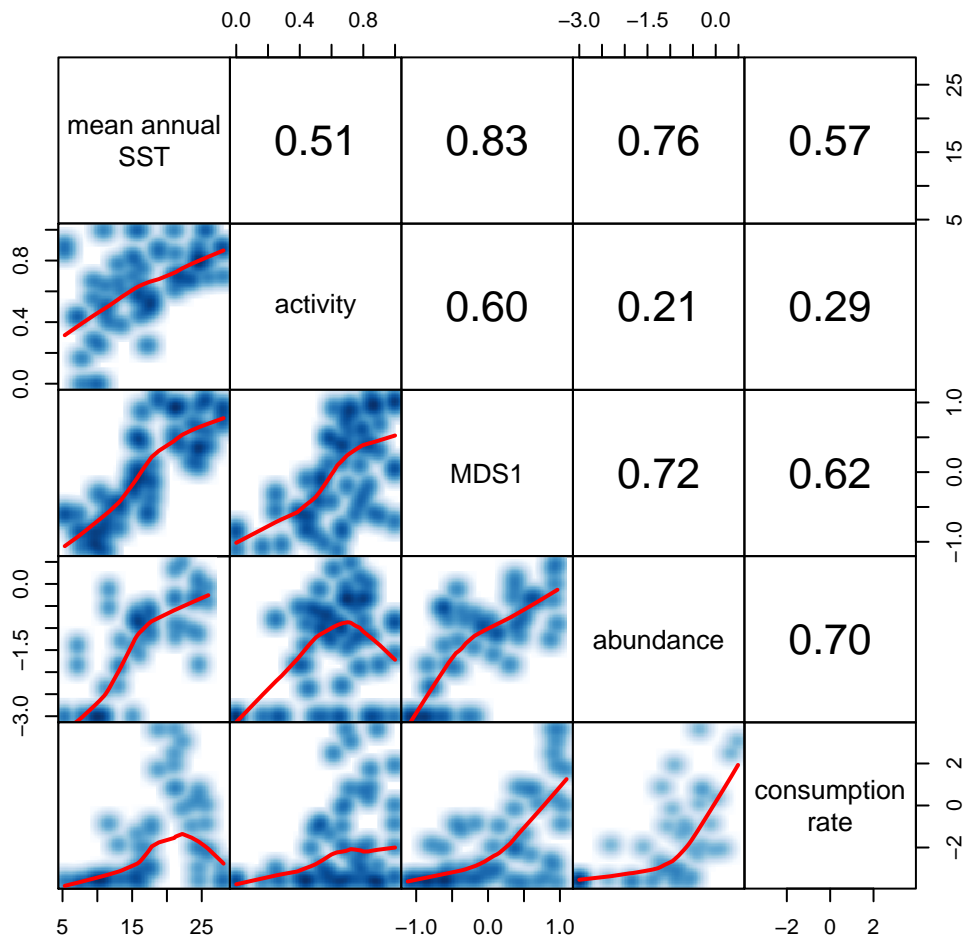 0.0 0.4 0.8
−3.0 −1.5 0.0
mean annual
SST
0.51
0.83
0.76
0.57
5 15 25
0.0 0.4 0.8
activity
0.60
0.21
0.29
MDS1
0.72
0.62
−1.0 0.0 1.0
−3.0 −1.5 0.0
abundance
0.70
consumption
rate
−2 0 2
5 15 25
−1.0 0.0 1.0
−2 0 2